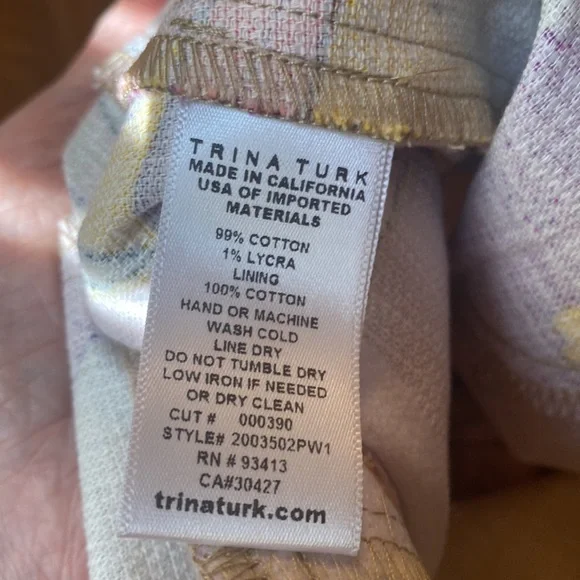 TRINA TURK
MADE IN CALIFORNIA
USA OF IMPORTED
MATERIALS
99% COTTON
1% LYCRA
LINING
100% COTTON
HAND OR MACHINE
WASH COLD
LINE DRY
DO NOT TUMBLE DRY
LOW IRON IF NEEDED
OR DRY CLEAN
CUT # 000390
STYLE# 2003502PW1
RN # 93413
CA#30427
trinaturk.com